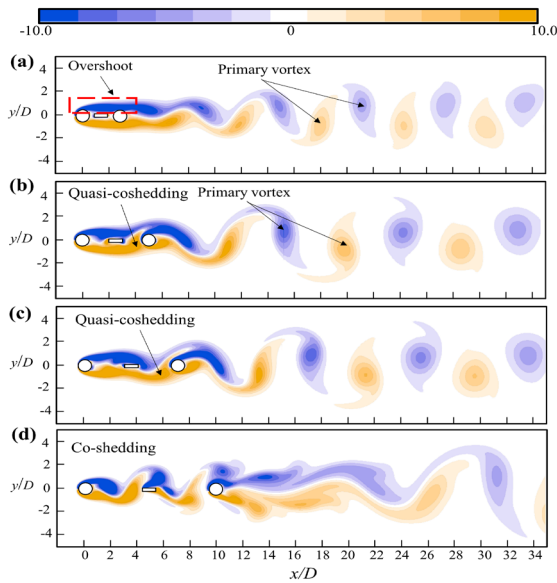 -10.0 0 10.0
(a)
Overshoot
Primary vortex
y/D
4
2
0
-2
-4
(b)
Quasi-coshedding
Primary vortex
y/D
4
2
0
-2
-4
(c)
Quasi-coshedding
y/D
4
2
0
-2
-4
(d)
Co-shedding
y/D
4
2
0
-2
-4
0 2 4 6 8 10 12 14 16 18 20 22 24 26 28 30 32 34
x/D